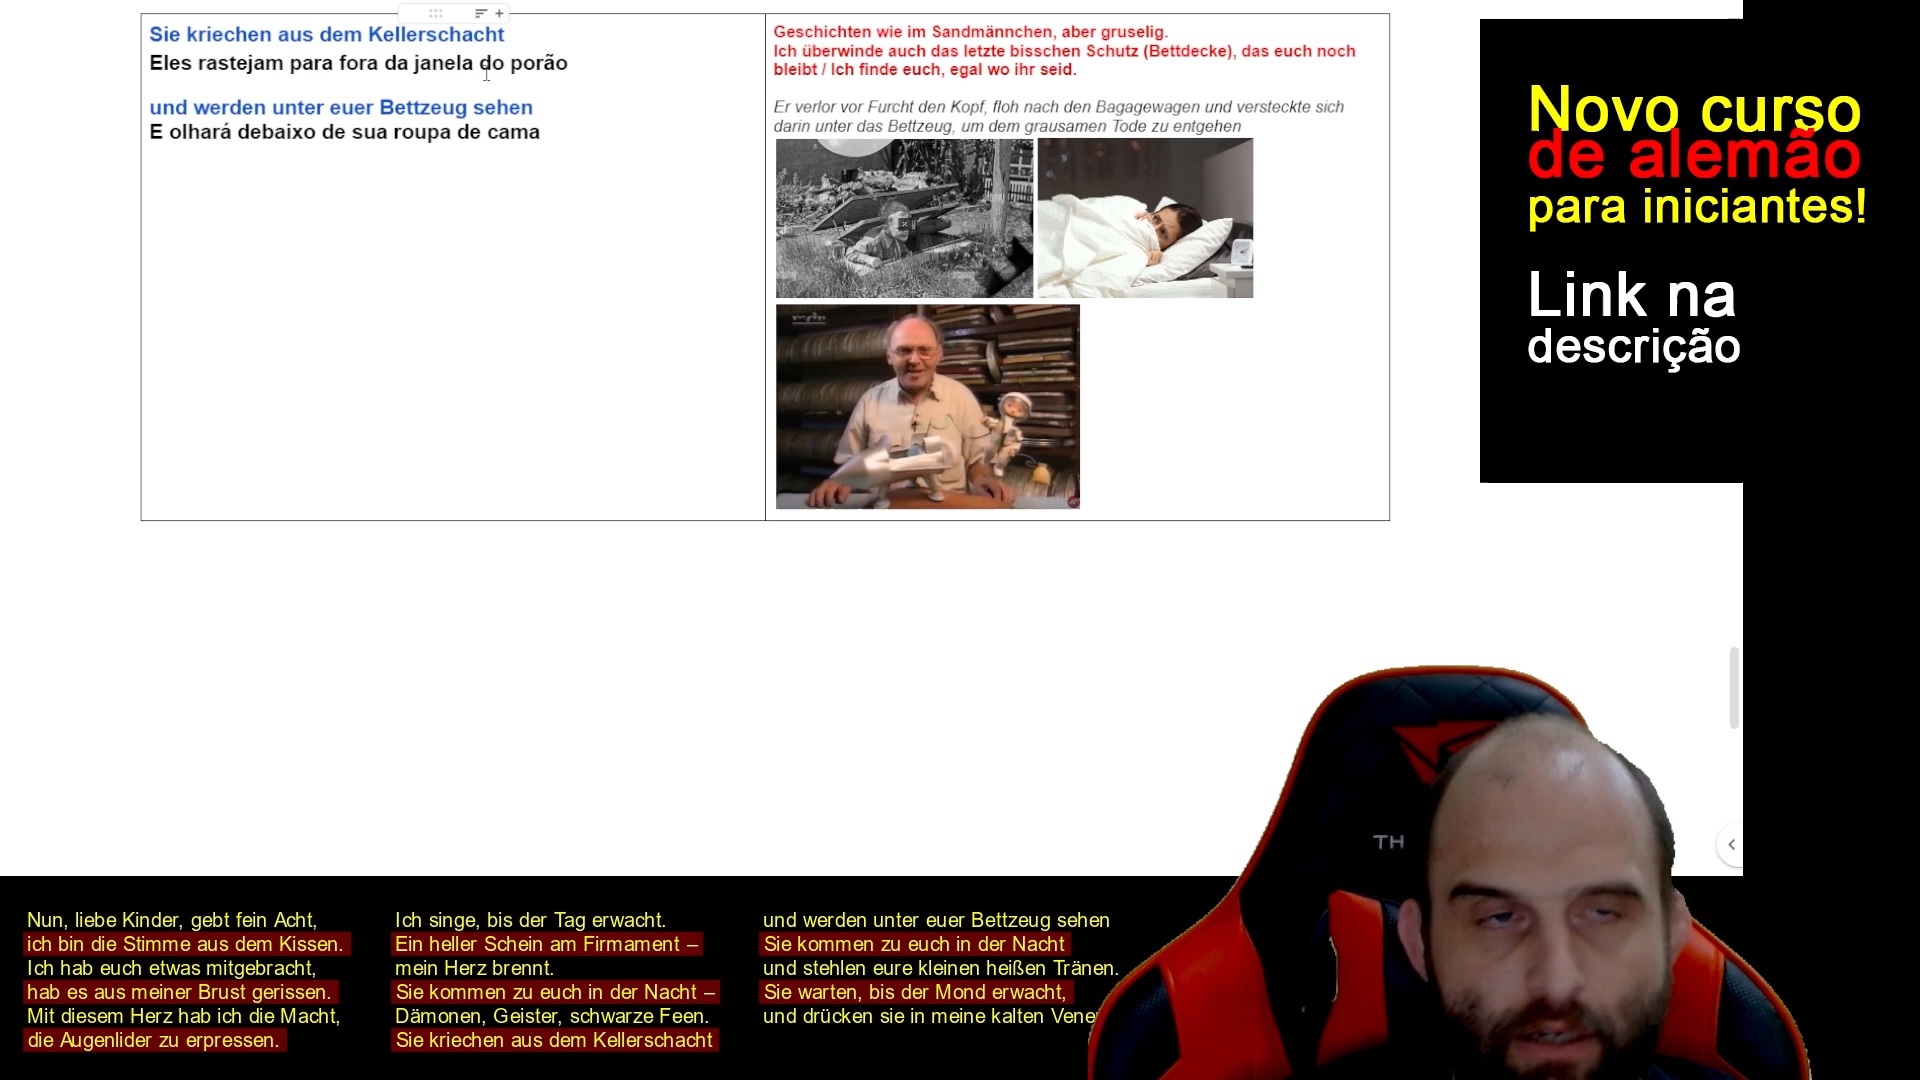 Sie kriechen aus dem Kellerschacht
Eles rastejam para fora da janela do porão
und werden unter euer Bettzeug sehen
E olhará debaixo de sua roupa de cama
Geschichten wie im Sandmännchen, aber gruselig.
Ich überwinde auch das letzte bisschen Schutz (Bettdecke), das euch noch
bleibt / Ich finde euch, egal wo ihr seid.
Er verlor vor Furcht den Kopf, floh nach den Bagagewagen und versteckte sich
darin unter das Bettzeug, um dem grausamen Tode zu entgehen
mdr
Novo curso
de alemão
para iniciantes!
Link na
descrição
TH
Nun, liebe Kinder, gebt fein Acht,
ich bin die Stimme aus dem Kissen.
Ich hab euch etwas mitgebracht,
hab es aus meiner Brust gerissen.
Mit diesem Herz hab ich die Macht,
die Augenlider zu erpressen.
Ich singe, bis der Tag erwacht.
Ein heller Schein am Firmament –
mein Herz brennt.
Sie kommen zu euch in der Nacht –
Dämonen, Geister, schwarze Feen.
Sie kriechen aus dem Kellerschacht
und werden unter euer Bettzeug sehen
Sie kommen zu euch in der Nacht
und stehlen eure kleinen heißen Tränen.
Sie warten, bis der Mond erwacht,
und drücken sie in meine kalten Vene